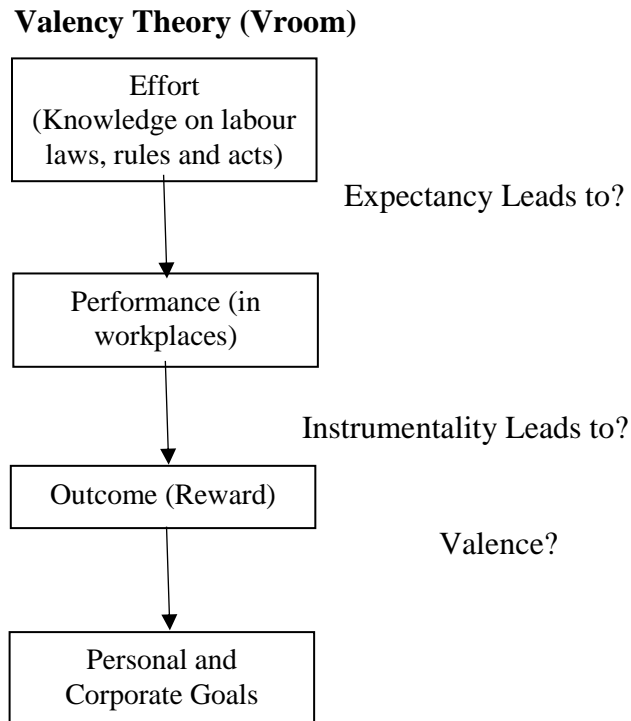 Valency Theory (Vroom)
Effort
(Knowledge on labour
laws, rules and acts)
Expectancy Leads to?
Performance (in
workplaces)
Instrumentality Leads to?
Outcome (Reward)
Valence?
Personal and
Corporate Goals